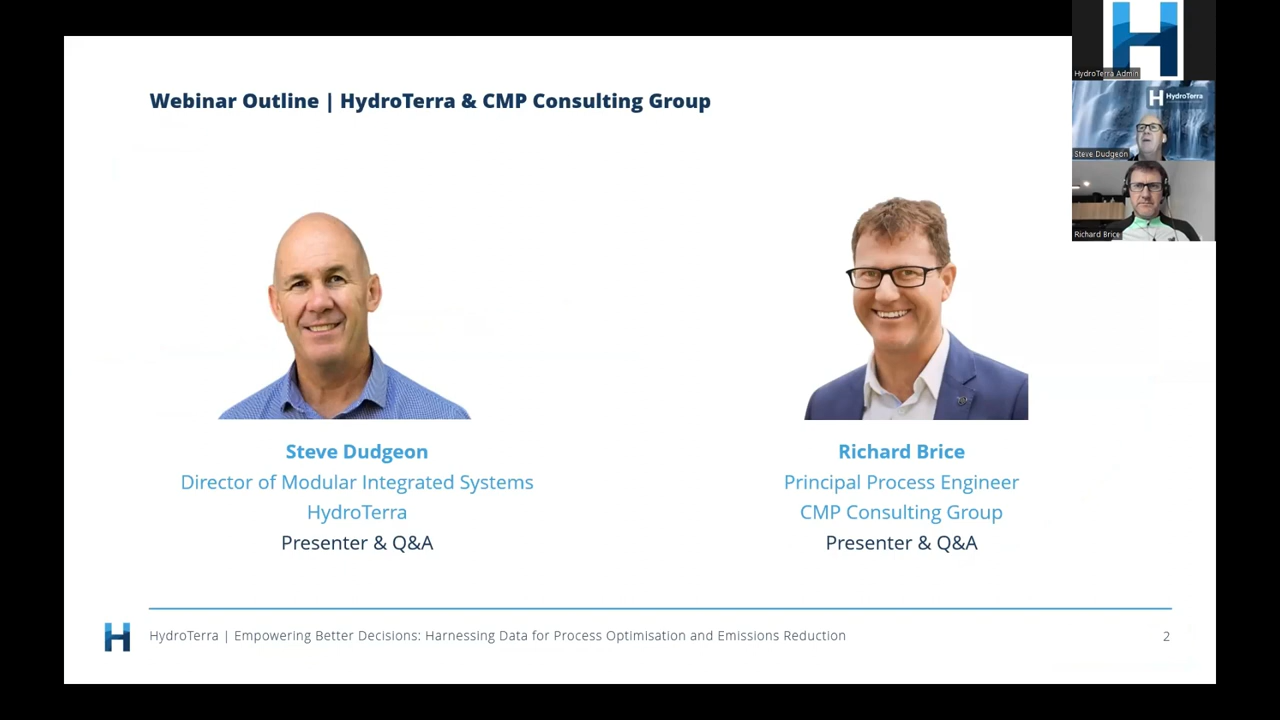 Webinar Outline | HydroTerra & CMP Consulting Group
HydroTerra Admin
HydroTerra
Steve Dudgeon
Richard Brice
Steve Dudgeon
Director of Modular Integrated Systems
HydroTerra
Presenter & Q&A
Richard Brice
Principal Process Engineer
CMP Consulting Group
Presenter & Q&A
HydroTerra | Empowering Better Decisions: Harnessing Data for Process Optimisation and Emissions Reduction
2